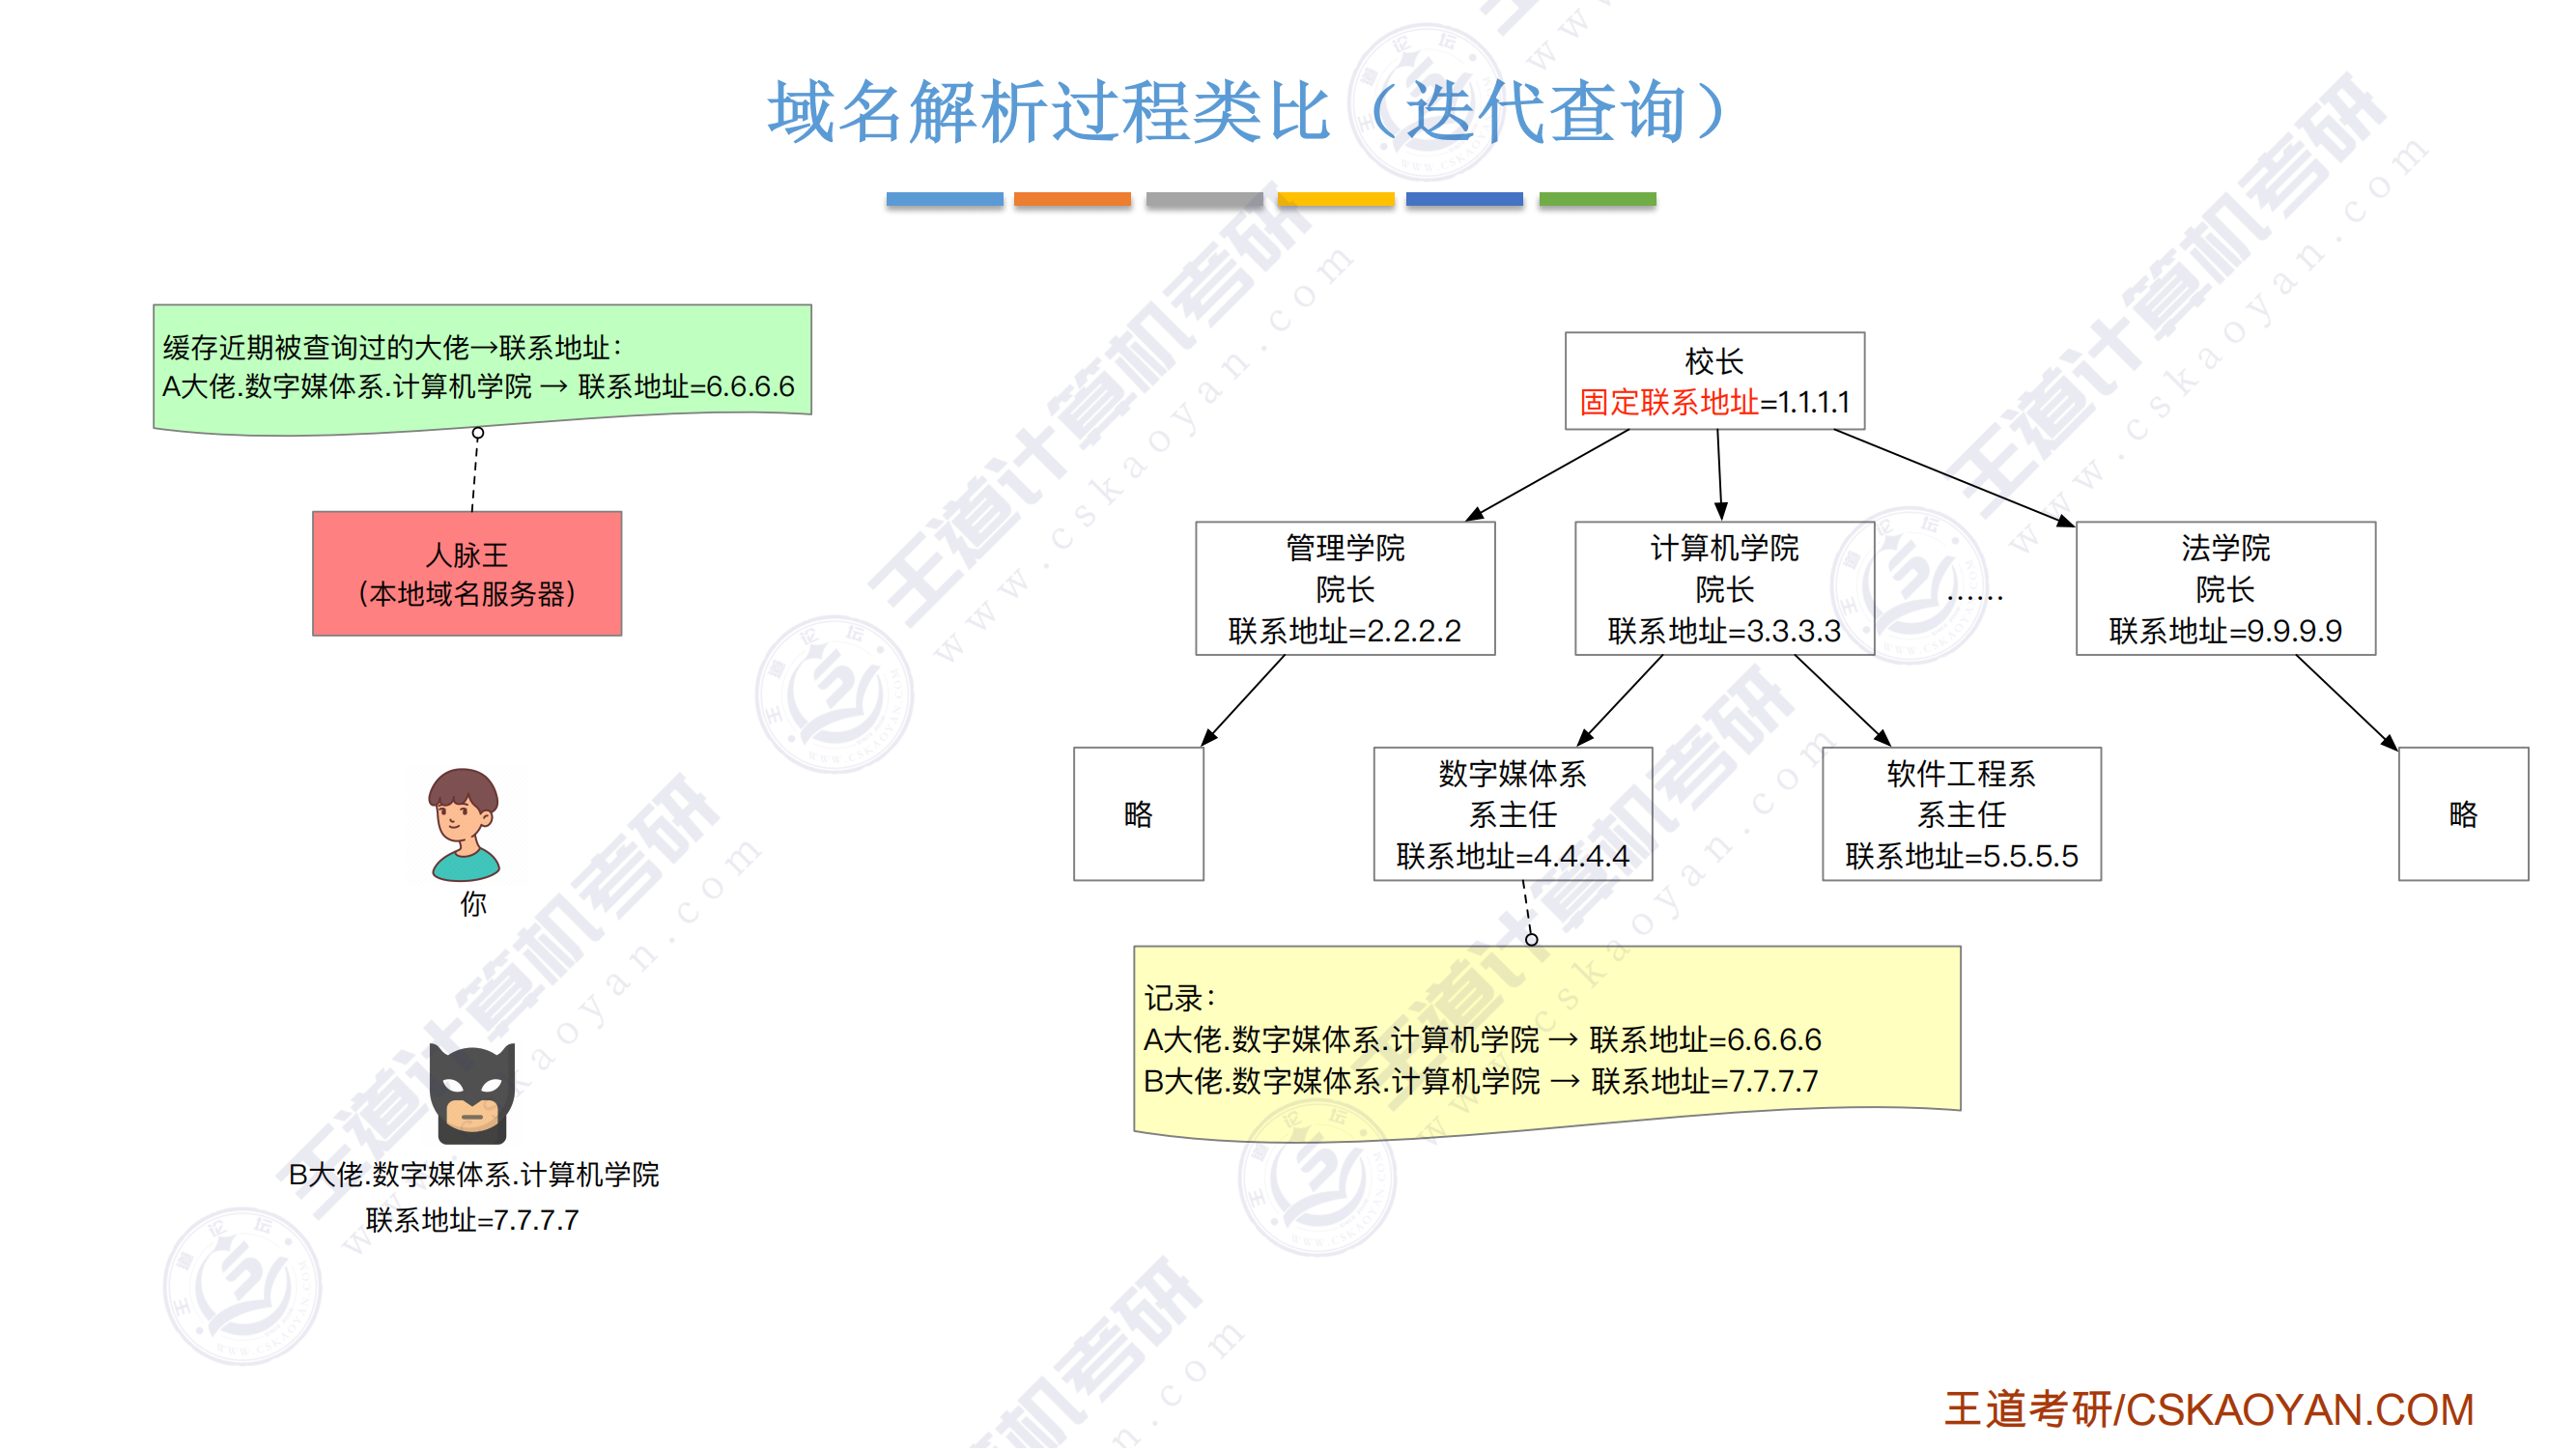 域名解析过程类比（迭代查询）
缓存近期被查询过的大佬→联系地址：
A大佬.数字媒体系.计算机学院 → 联系地址=6.6.6.6
人脉王
（本地域名服务器）
你
B大佬.数字媒体系.计算机学院
联系地址=7.7.7.7
校长
固定联系地址=1.1.1.1
管理学院
院长
联系地址=2.2.2.2
计算机学院
院长
联系地址=3.3.3.3
……
法学院
院长
联系地址=9.9.9.9
略
数字媒体系
系主任
联系地址=4.4.4.4
软件工程系
系主任
联系地址=5.5.5.5
略
记录：
A大佬.数字媒体系.计算机学院 → 联系地址=6.6.6.6
B大佬.数字媒体系.计算机学院 → 联系地址=7.7.7.7
王道考研/CSKAOYAN.COM
王道计算机考研
www.cskaoyan.com